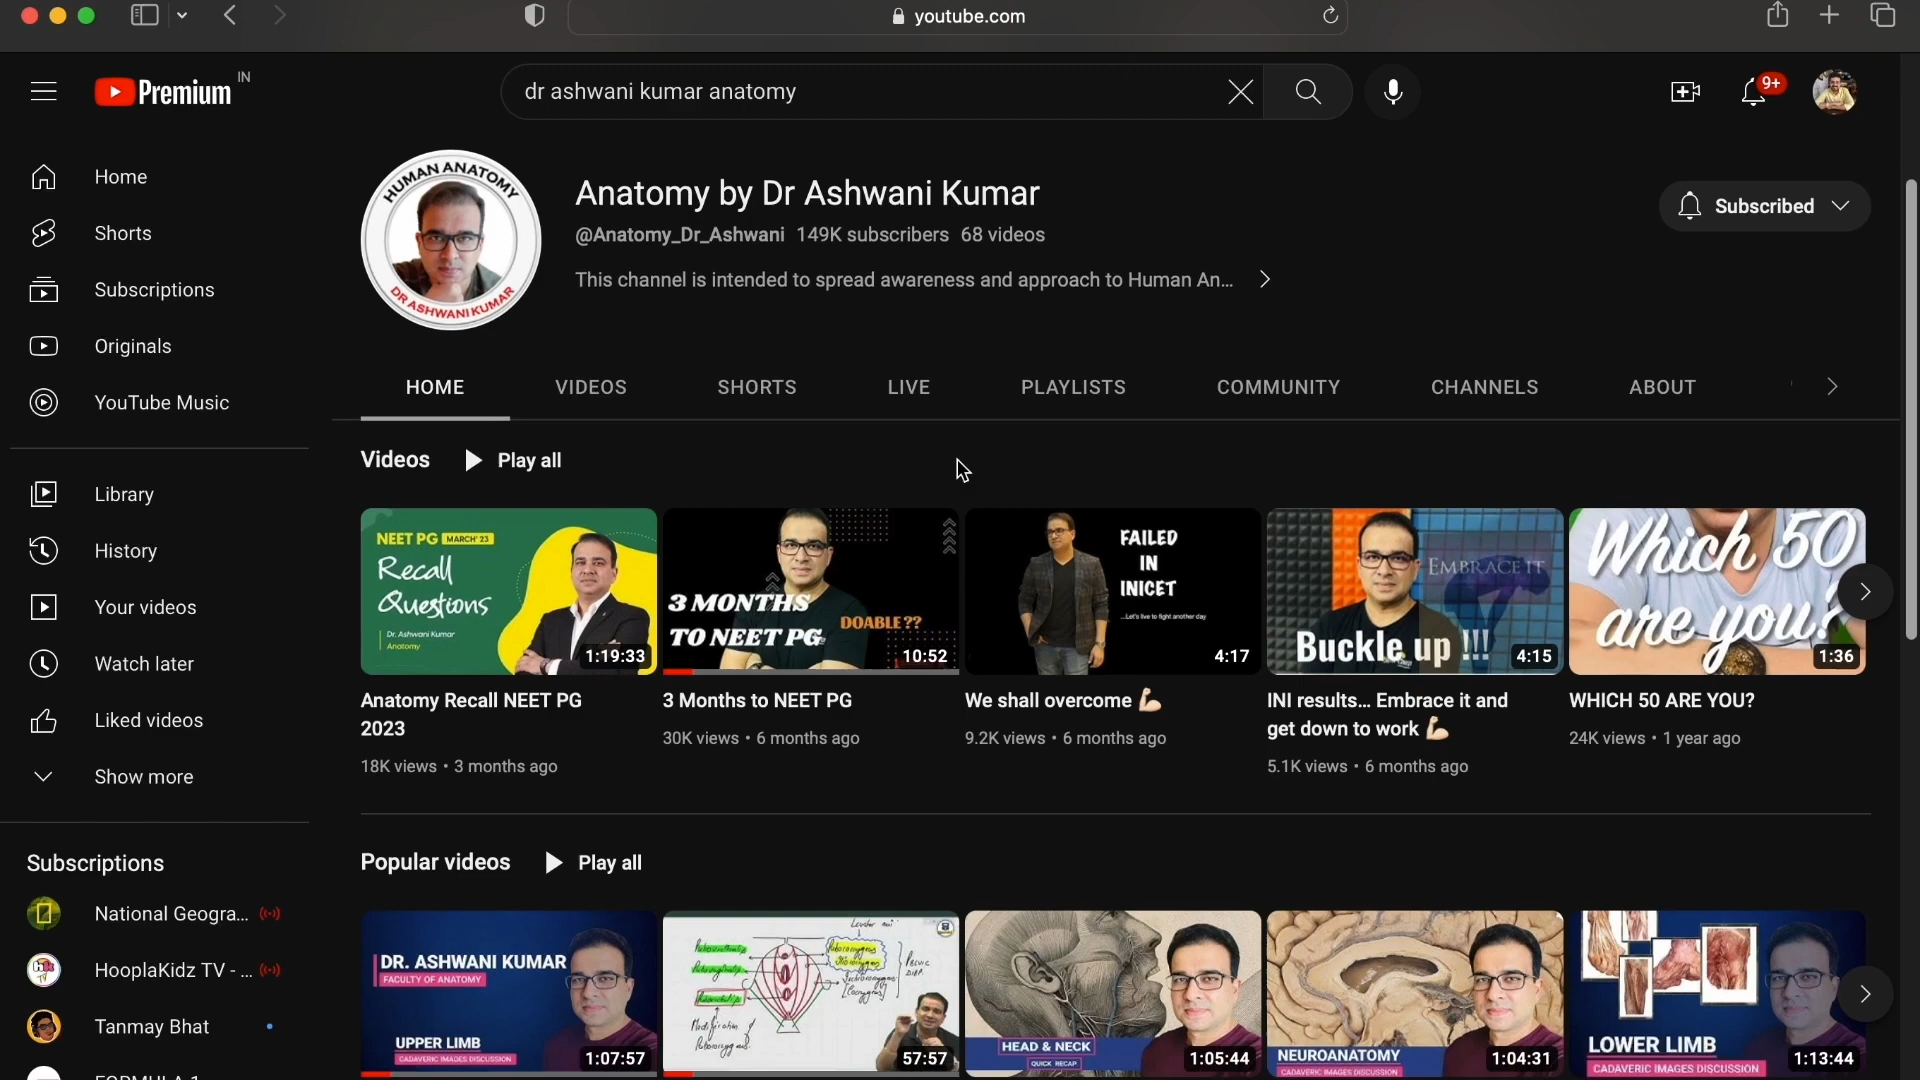 youtube.com
Premium IN
dr ashwani kumar anatomy
9+
Home
Shorts
Subscriptions
Originals
YouTube Music
Library
History
Your videos
Watch later
Liked videos
Show more
Subscriptions
National Geogra...
HooplaKidz TV - ...
Tanmay Bhat
HUMAN ANATOMY
DR ASHWANI KUMAR
Anatomy by Dr Ashwani Kumar
@Anatomy_Dr_Ashwani 149K subscribers 68 videos
This channel is intended to spread awareness and approach to Human An...
Subscribed
HOME VIDEOS SHORTS LIVE PLAYLISTS COMMUNITY CHANNELS ABOUT
Videos Play all
NEET PG MARCH'23
Recall
Questions
Dr. Ashwani Kumar
Anatomy
1:19:33
Anatomy Recall NEET PG
2023
18K views • 3 months ago
3 MONTHS
TO NEET PG
DOABLE ??
10:52
3 Months to NEET PG
30K views • 6 months ago
FAILED
IN
INICET
...Let's live to fight another day
4:17
We shall overcome 💪🏻
9.2K views • 6 months ago
EMBRACE IT
Buckle up !!!
4:15
INI results... Embrace it and
get down to work 💪🏻
5.1K views • 6 months ago
Which 50
are you?
1:36
WHICH 50 ARE YOU?
24K views • 1 year ago
Popular videos Play all
DR. ASHWANI KUMAR
FACULTY OF ANATOMY
UPPER LIMB
CADAVERIC IMAGES DISCUSSION
1:07:57
57:57
HEAD & NECK
QUICK RECAP
1:05:44
NEUROANATOMY
CADAVERIC IMAGES DISCUSSION
1:04:31
LOWER LIMB
CADAVERIC IMAGES DISCUSSION
1:13:44